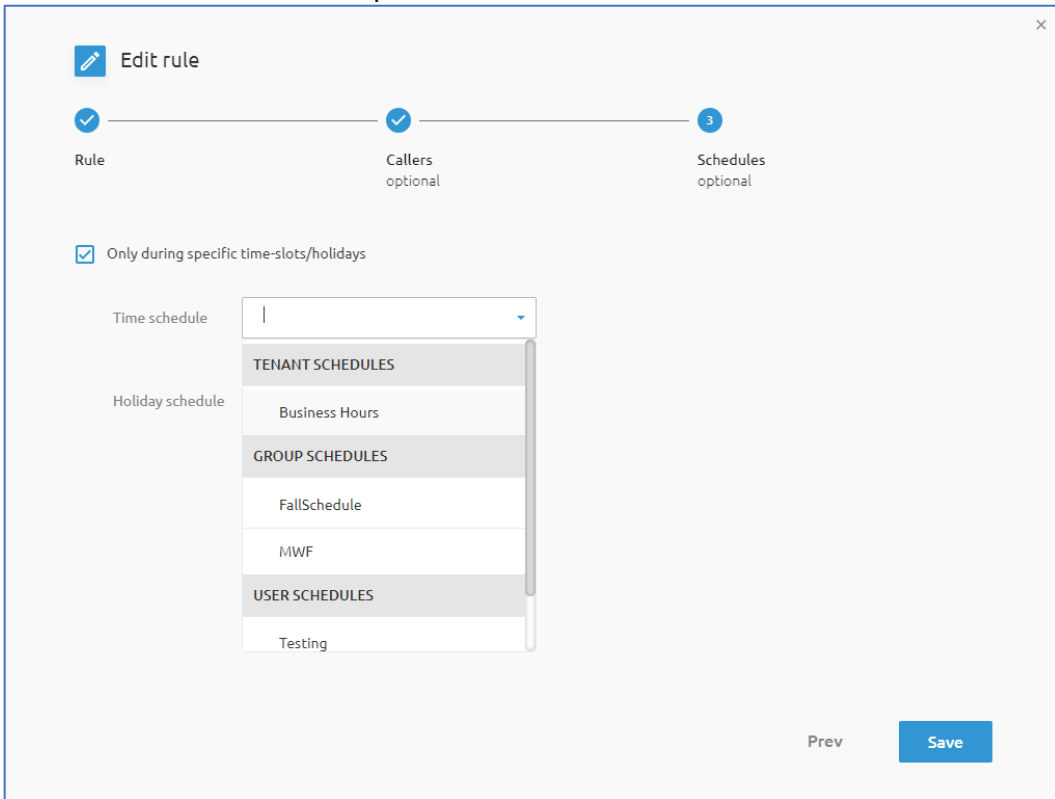 Edit rule
3
Rule
Callers
Schedules
optional
optional
Only during specific time-slots/holidays
Time schedule
TENANT SCHEDULES
Holiday schedule
Business Hours
GROUP SCHEDULES
FallSchedule
MWF
USER SCHEDULES
Testing
Prev
Save